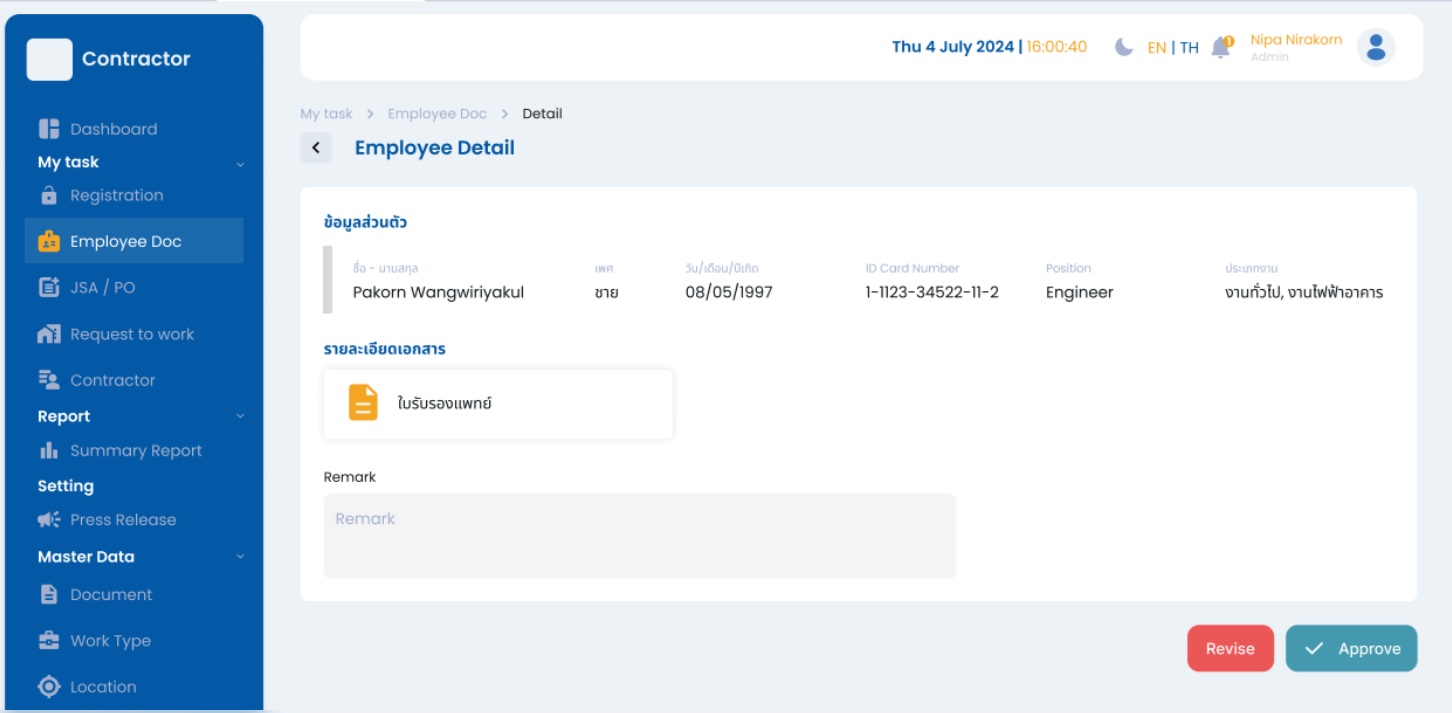 Contractor
Dashboard
My task
Registration
Employee Doc
JSA / PO
Request to work
Contractor
Report
Summary Report
Setting
Press Release
Master Data
Document
Work Type
Location
Thu 4 July 2024 | 16:00:40 EN | TH 1 Nipa Nirakorn
Admin
My task > Employee Doc > Detail
Employee Detail
ข้อมูลส่วนตัว
ชื่อ - นามสกุล เพศ วัน/เดือน/ปีเกิด ID Card Number Position ประเภทงาน
Pakorn Wangwiriyakul ชาย 08/05/1997 1-1123-34522-11-2 Engineer งานทั่วไป, งานไฟฟ้าอาคาร
รายละเอียดเอกสาร
ใบรับรองแพทย์
Remark
Remark
Revise Approve